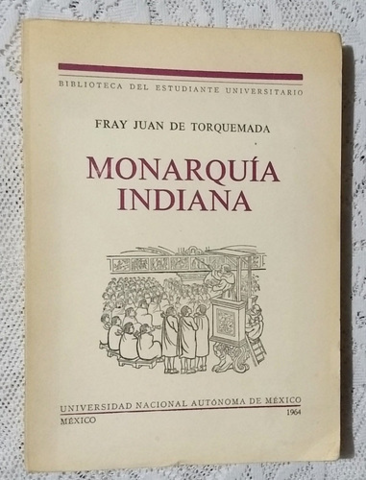 BIBLIOTECA DEL ESTUDIANTE UNIVERSITARIO
FRAY JUAN DE TORQUEMADA
MONARQUÍA
INDIANA
UNIVERSIDAD NACIONAL AUTÓNOMA DE MÉXICO
MÉXICO 1964